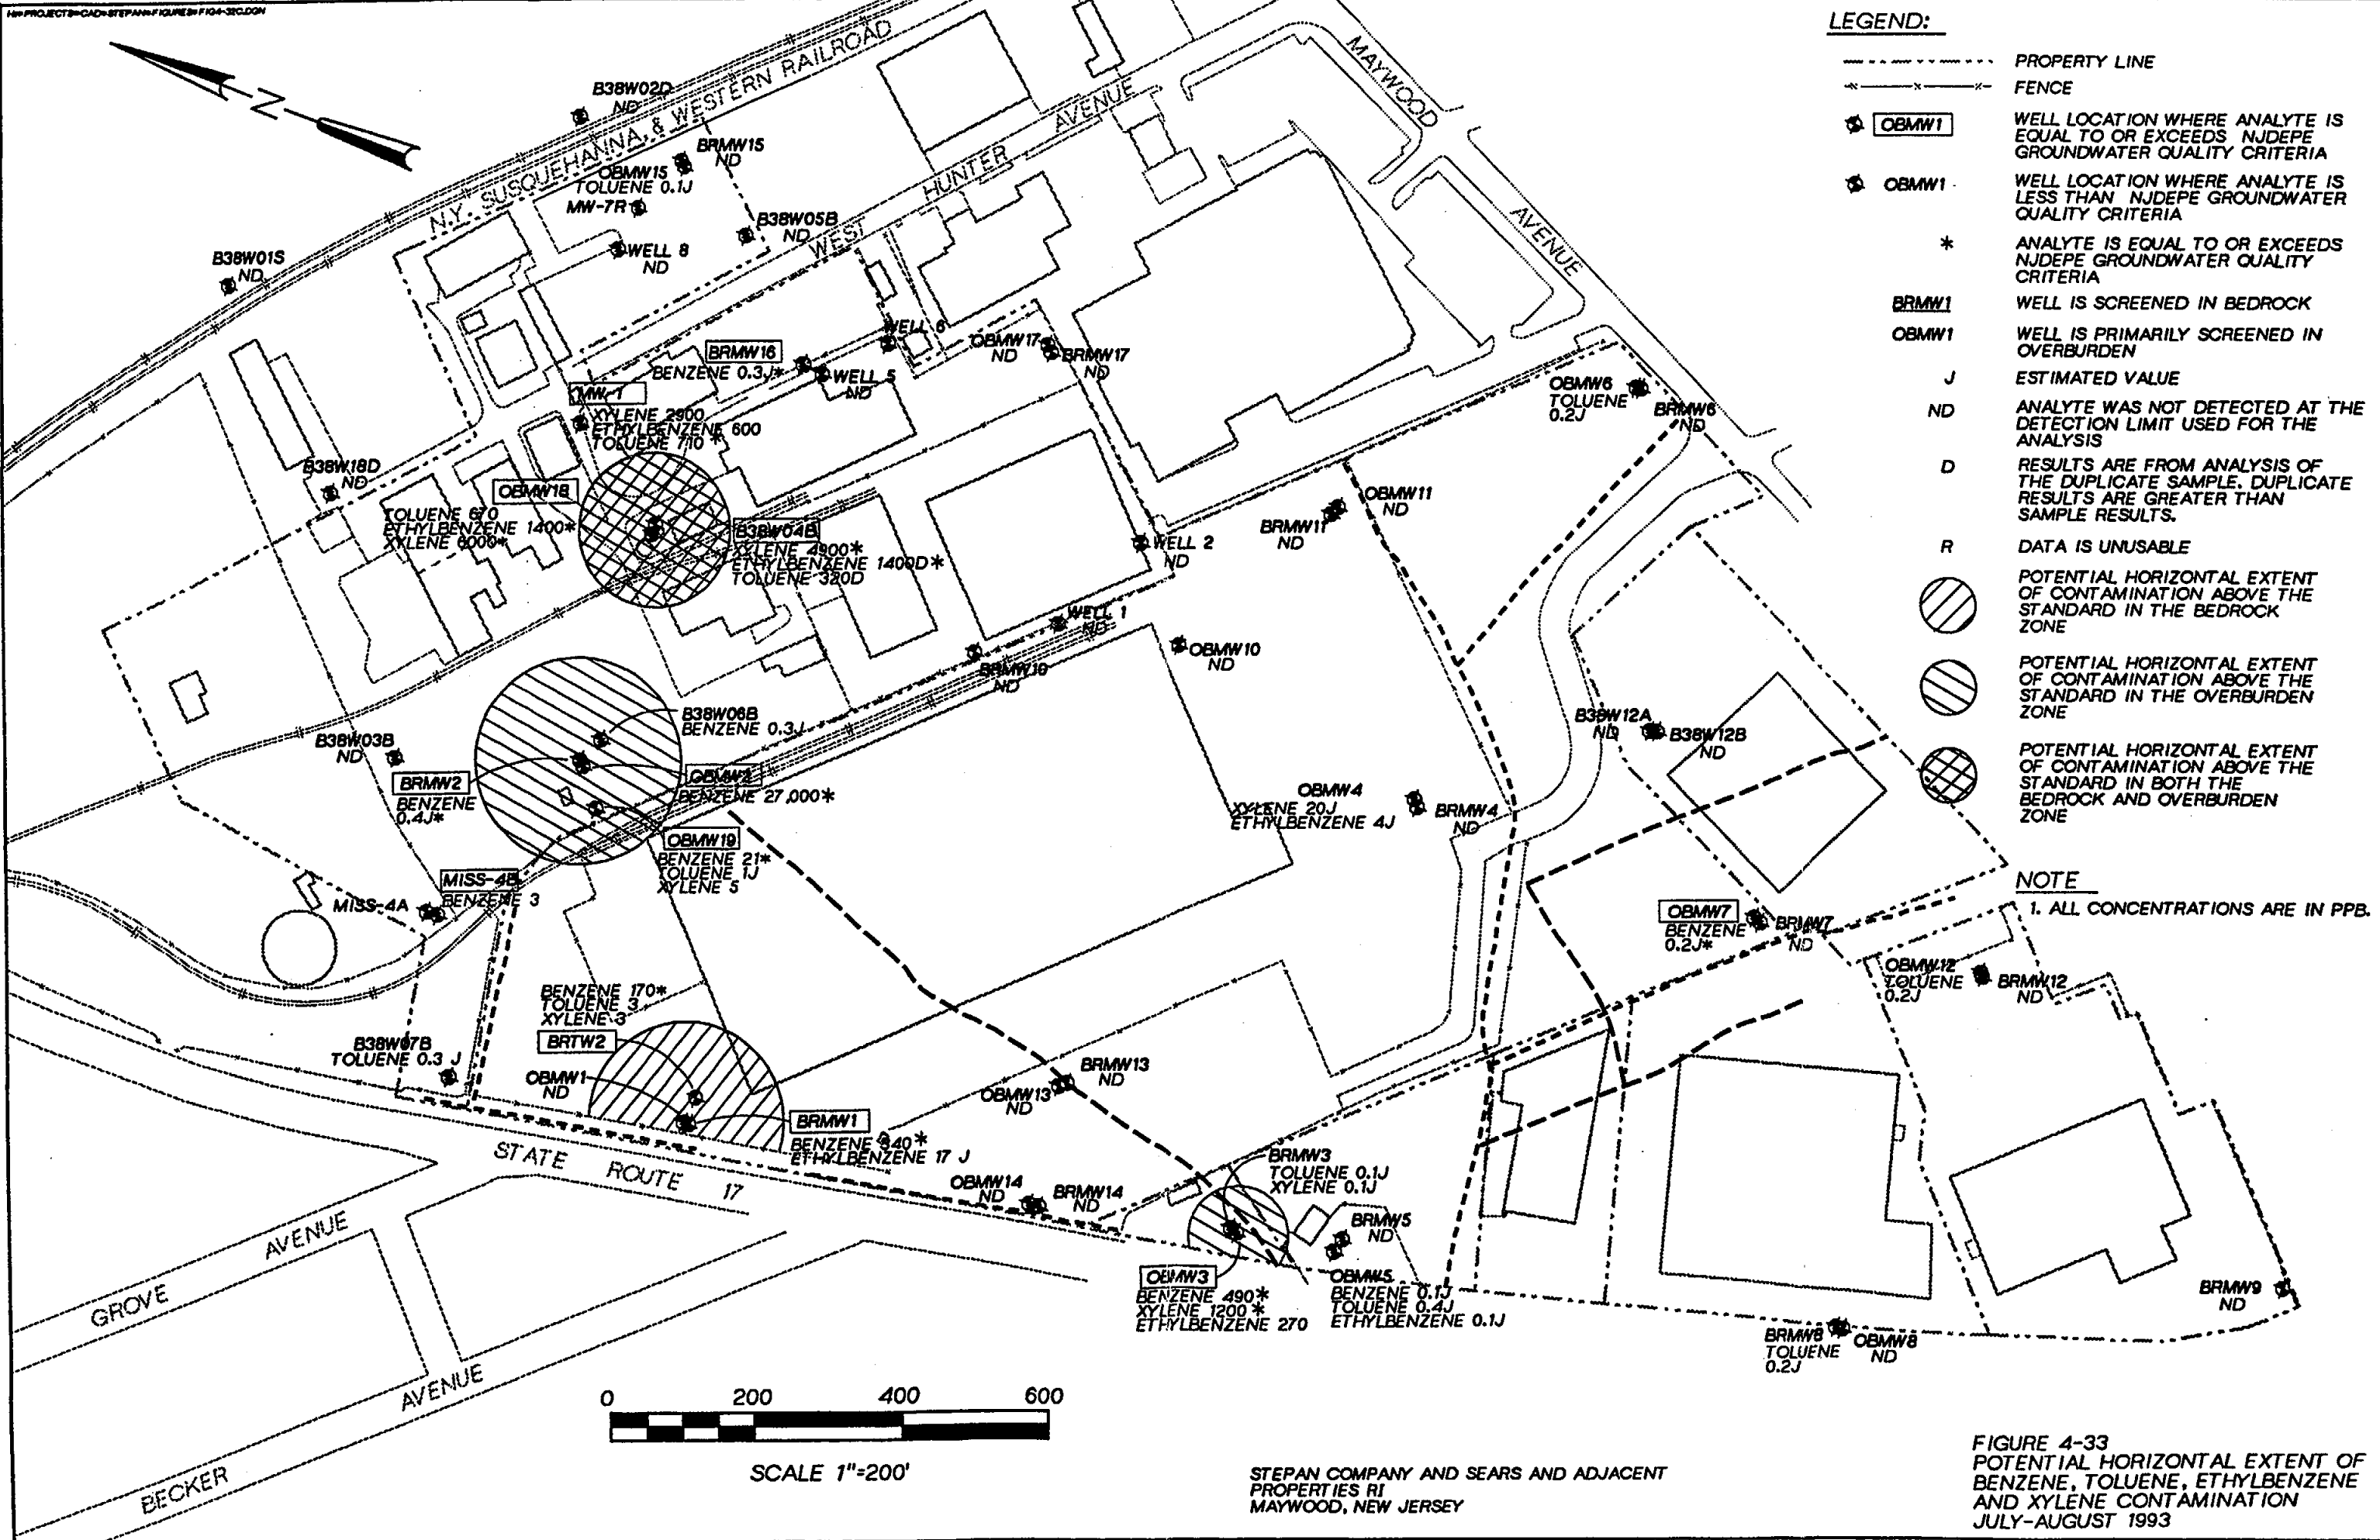 H=PROJECTS=CAD=STEPAN=FIGURES=FIG4-32C.DGN
N
N.Y. SUSQUEHANNA, & WESTERN RAILROAD
WEST HUNTER AVENUE
MAYWOOD AVENUE
B38W02D
ND
BRMW15
ND
OBMW15
TOLUENE 0.1J
MW-7R
B38W05B
ND
WELL 8
ND
B38W01S
ND
WELL 6
BRMW16
BENZENE 0.3J*
WELL 5
ND
OBMW17
ND
BRMW17
ND
MW-1
XYLENE 2900
ETHYLBENZENE 600
TOLUENE 710 *
OBMW6
TOLUENE
0.2J
BRMW6
ND
B38W18D
ND
OBMW18
TOLUENE 670
ETHYLBENZENE 1400*
XYLENE 6000*
B38W04B
XYLENE 4900*
ETHYLBENZENE 1400D*
TOLUENE 320D
OBMW11
ND
BRMW11
ND
WELL 2
ND
WELL 1
ND
BRMW10
ND
OBMW10
ND
B38W06B
BENZENE 0.3J
B38W03B
ND
BRMW2
BENZENE
0.4J*
OBMW2
BENZENE 27,000*
OBMW19
BENZENE 21*
TOLUENE 1J
XYLENE 5
B38W12A
ND
B38W12B
ND
OBMW4
XYLENE 20J
ETHYLBENZENE 4J
BRMW4
ND
MISS-4B
BENZENE 3
MISS-4A
OBMW7
BENZENE
0.2J*
BRMW7
ND
OBMW12
TOLUENE
0.2J
BRMW12
ND
BENZENE 170*
TOLUENE 3
XYLENE 3
BRTW2
B38W07B
TOLUENE 0.3 J
OBMW1
ND
BRMW1
BENZENE 340*
ETHYLBENZENE 17 J
BRMW13
ND
OBMW13
ND
OBMW14
ND
BRMW14
ND
BRMW3
TOLUENE 0.1J
XYLENE 0.1J
BRMW5
ND
OBMW3
BENZENE 490*
XYLENE 1200*
ETHYLBENZENE 270
OBMW5
BENZENE 0.1J
TOLUENE 0.4J
ETHYLBENZENE 0.1J
BRMW9
ND
BRMW8
TOLUENE
0.2J
OBMW8
ND
STATE ROUTE 17
GROVE AVENUE
BECKER AVENUE
0 200 400 600
SCALE 1"=200'
STEPAN COMPANY AND SEARS AND ADJACENT
PROPERTIES RI
MAYWOOD, NEW JERSEY
LEGEND:
PROPERTY LINE
FENCE
OBMW1
WELL LOCATION WHERE ANALYTE IS
EQUAL TO OR EXCEEDS NJDEPE
GROUNDWATER QUALITY CRITERIA
OBMW1
WELL LOCATION WHERE ANALYTE IS
LESS THAN NJDEPE GROUNDWATER
QUALITY CRITERIA
* ANALYTE IS EQUAL TO OR EXCEEDS
NJDEPE GROUNDWATER QUALITY
CRITERIA
BRMW1 WELL IS SCREENED IN BEDROCK
OBMW1 WELL IS PRIMARILY SCREENED IN
OVERBURDEN
J ESTIMATED VALUE
ND ANALYTE WAS NOT DETECTED AT THE
DETECTION LIMIT USED FOR THE
ANALYSIS
D RESULTS ARE FROM ANALYSIS OF
THE DUPLICATE SAMPLE. DUPLICATE
RESULTS ARE GREATER THAN
SAMPLE RESULTS.
R DATA IS UNUSABLE
POTENTIAL HORIZONTAL EXTENT
OF CONTAMINATION ABOVE THE
STANDARD IN THE BEDROCK
ZONE
POTENTIAL HORIZONTAL EXTENT
OF CONTAMINATION ABOVE THE
STANDARD IN THE OVERBURDEN
ZONE
POTENTIAL HORIZONTAL EXTENT
OF CONTAMINATION ABOVE THE
STANDARD IN BOTH THE
BEDROCK AND OVERBURDEN
ZONE
NOTE
1. ALL CONCENTRATIONS ARE IN PPB.
FIGURE 4-33
POTENTIAL HORIZONTAL EXTENT OF
BENZENE, TOLUENE, ETHYLBENZENE
AND XYLENE CONTAMINATION
JULY-AUGUST 1993